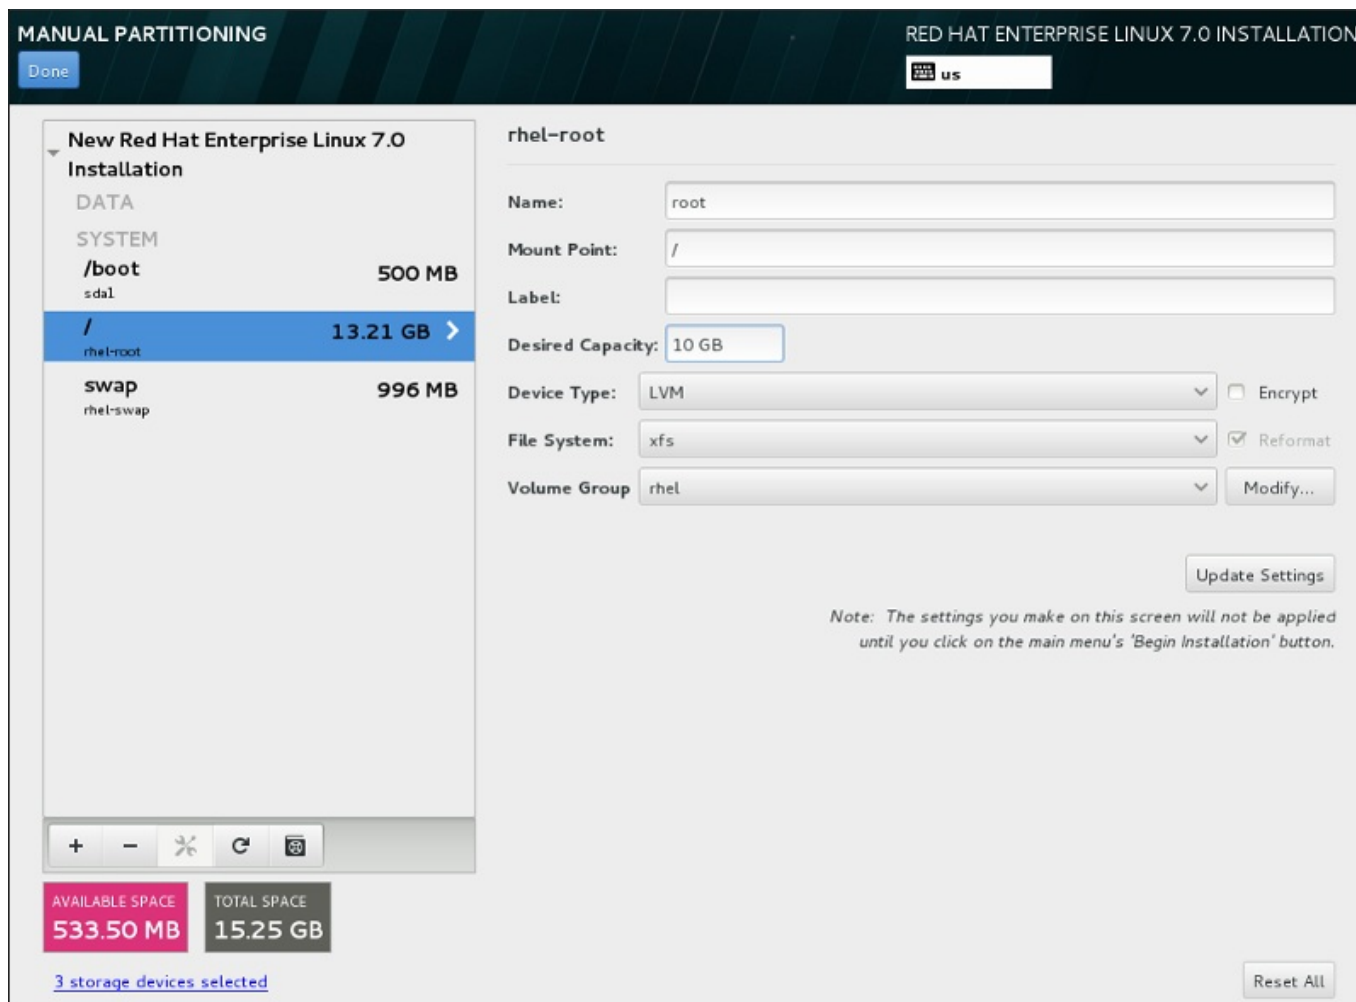 MANUAL PARTITIONING
RED HAT ENTERPRISE LINUX 7.0 INSTALLATION
Done
us
New Red Hat Enterprise Linux 7.0
Installation
DATA
SYSTEM
/boot 500 MB
sda1
/ 13.21 GB
rhel-root
swap 996 MB
rhel-swap
AVAILABLE SPACE
533.50 MB
TOTAL SPACE
15.25 GB
3 storage devices selected
rhel-root
Name: root
Mount Point: /
Label:
Desired Capacity: 10 GB
Device Type: LVM Encrypt
File System: xfs Reformat
Volume Group rhel Modify...
Update Settings
Note: The settings you make on this screen will not be applied
until you click on the main menu's 'Begin Installation' button.
Reset All